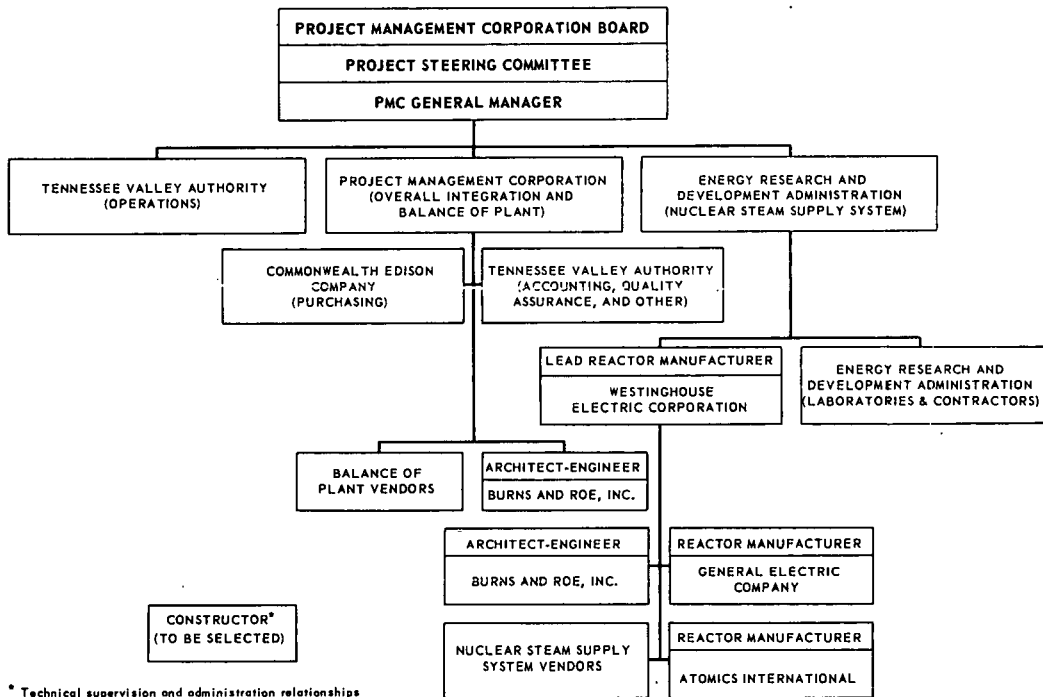 PROJECT MANAGEMENT CORPORATION BOARD
PROJECT STEERING COMMITTEE
PMC GENERAL MANAGER
TENNESSEE VALLEY AUTHORITY
(OPERATIONS)
PROJECT MANAGEMENT CORPORATION
(OVERALL INTEGRATION AND
BALANCE OF PLANT)
ENERGY RESEARCH AND
DEVELOPMENT ADMINISTRATION
(NUCLEAR STEAM SUPPLY SYSTEM)
COMMONWEALTH EDISON
COMPANY
(PURCHASING)
TENNESSEE VALLEY AUTHORITY
(ACCOUNTING, QUALITY
ASSURANCE, AND OTHER)
LEAD REACTOR MANUFACTURER
WESTINGHOUSE
ELECTRIC CORPORATION
ENERGY RESEARCH AND
DEVELOPMENT ADMINISTRATION
(LABORATORIES & CONTRACTORS)
BALANCE OF
PLANT VENDORS
ARCHITECT-ENGINEER
BURNS AND ROE, INC.
ARCHITECT-ENGINEER
BURNS AND ROE, INC.
REACTOR MANUFACTURER
GENERAL ELECTRIC
COMPANY
CONSTRUCTOR*
(TO BE SELECTED)
NUCLEAR STEAM SUPPLY
SYSTEM VENDORS
REACTOR MANUFACTURER
ATOMICS INTERNATIONAL
* Technical supervision and administration relationships